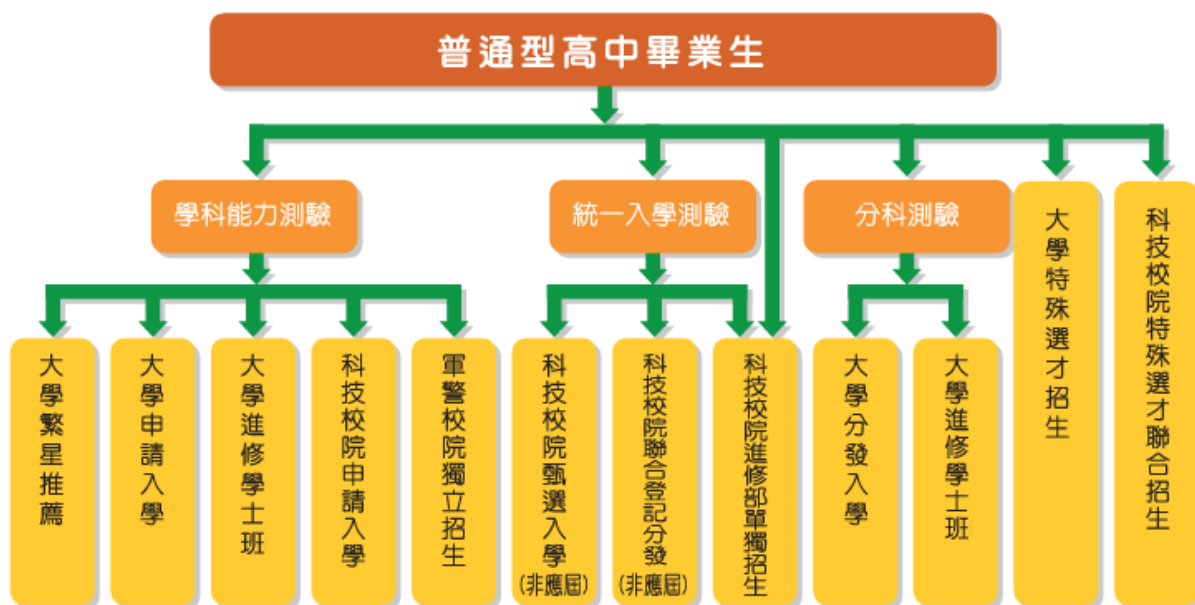 普通型高中畢業生
學科能力測驗
統一入學測驗
分科測驗
大學特殊選才招生
科技校院特殊選才聯合招生
大學繁星推薦
大學申請入學
大學進修學士班
科技校院申請入學
軍警校院獨立招生
科技校院甄選入學
(非應屆)
科技校院聯合登記分發
(非應屆)
科技校院進修部單獨招生
大學分發入學
大學進修學士班